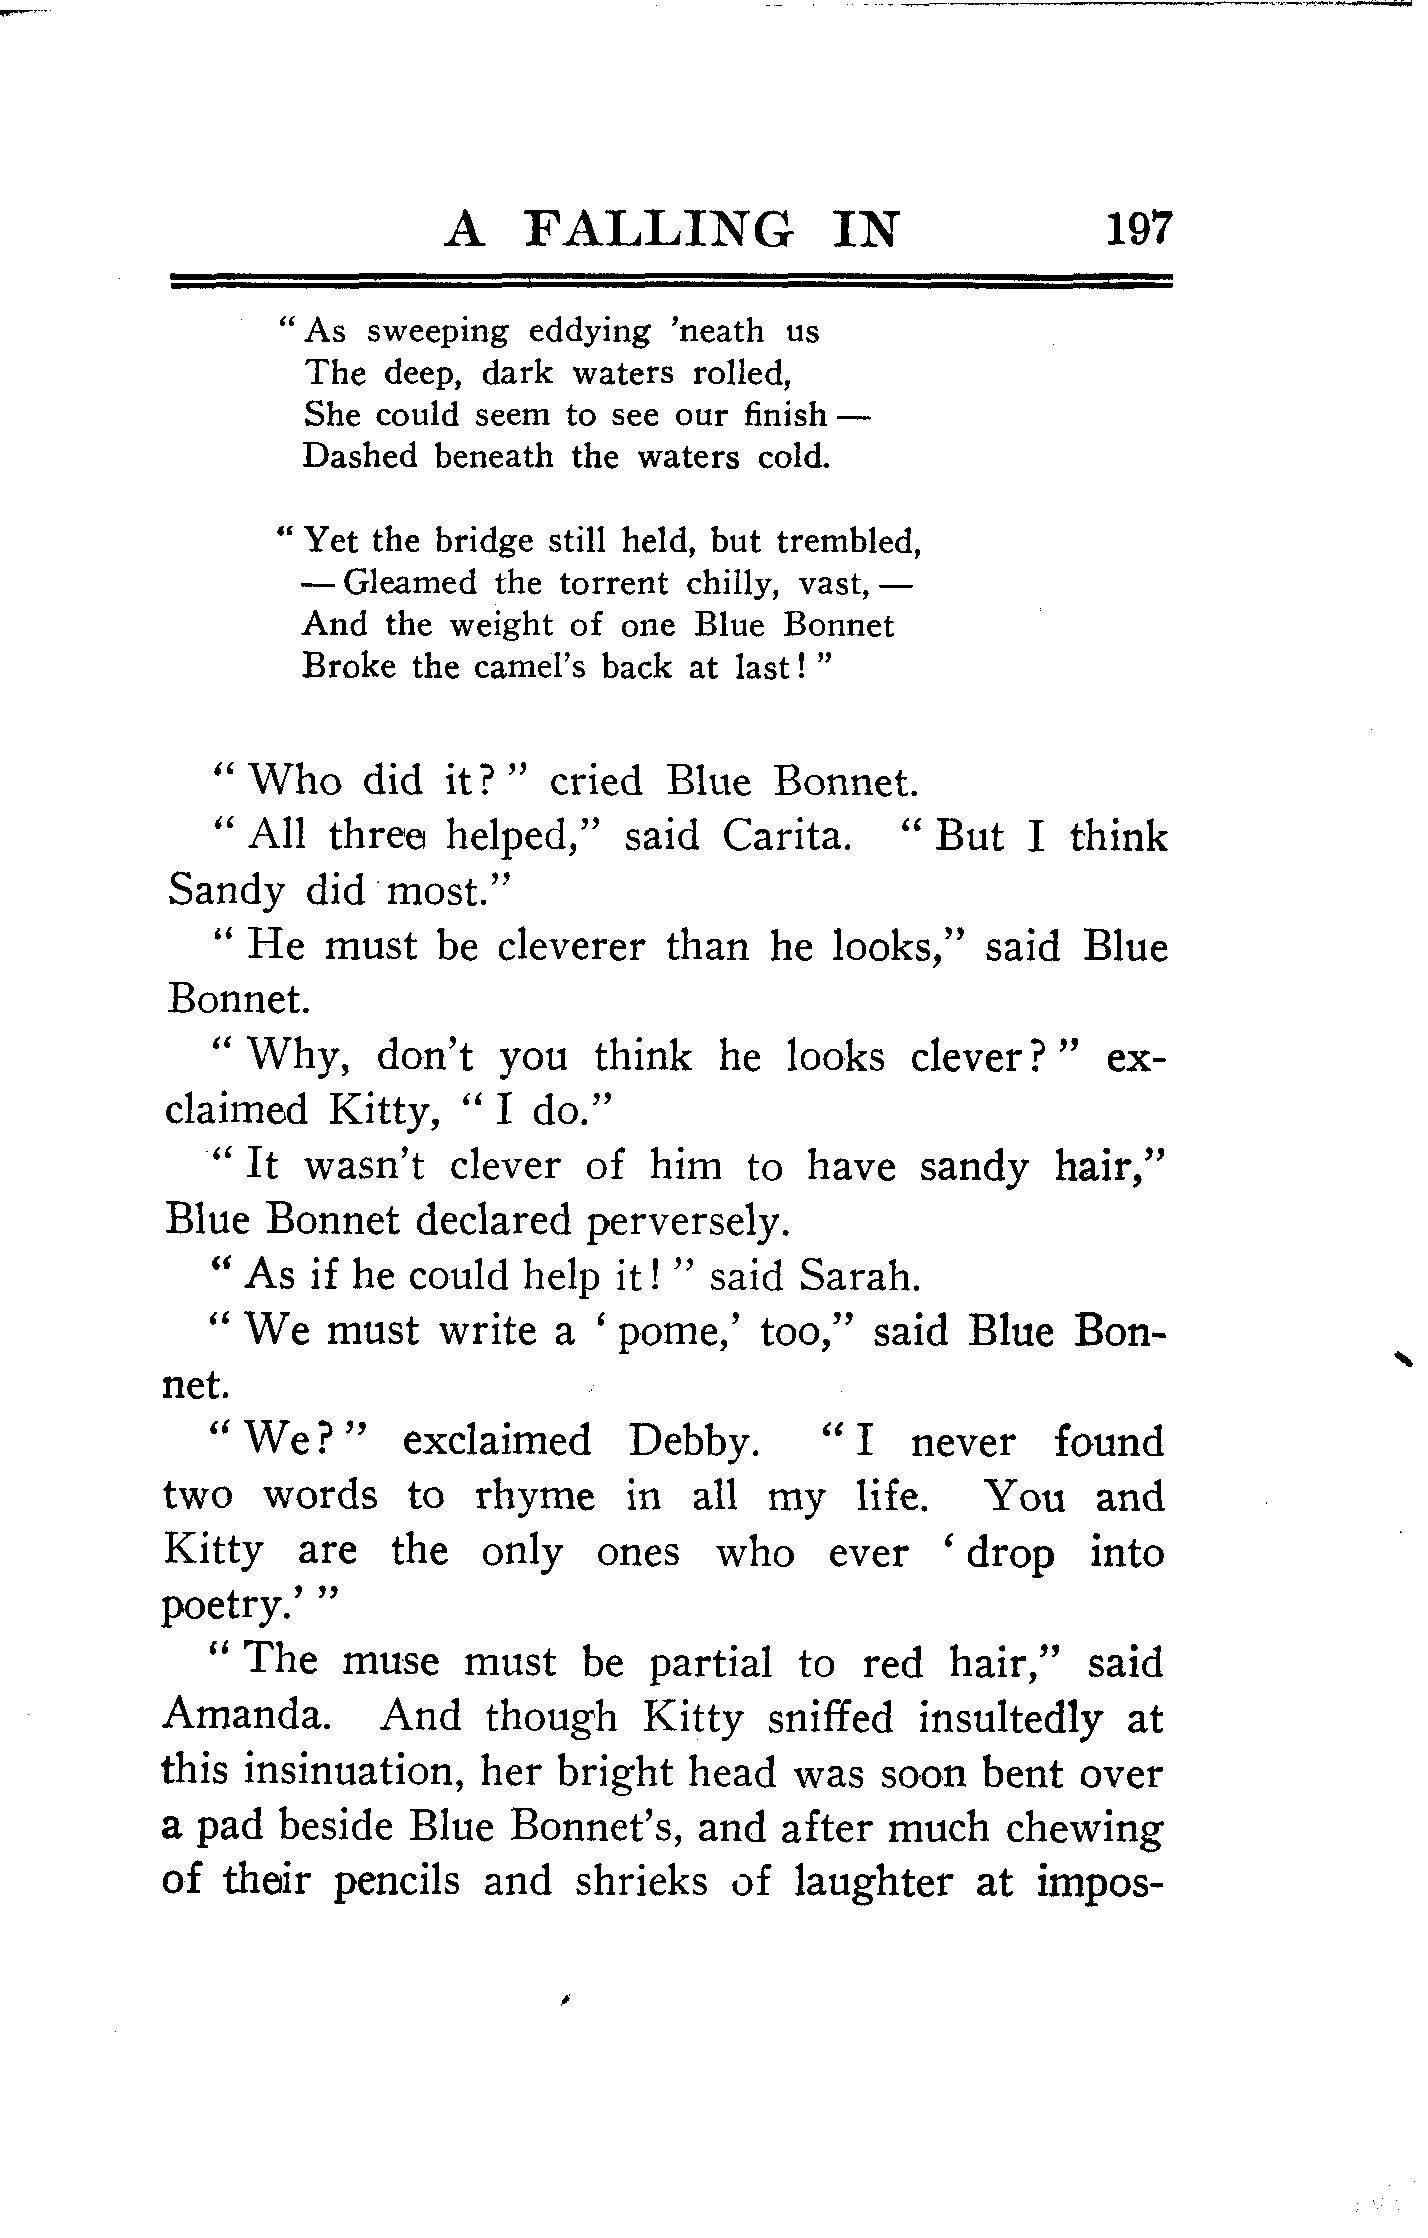 A FALLING IN 197
“ As sweeping eddying ’neath us
The deep, dark waters rolled,
She could seem to see our finish —
Dashed beneath the waters cold.
“ Yet the bridge still held, but trembled,
— Gleamed the torrent chilly, vast, —
And the weight of one Blue Bonnet
Broke the camel’s back at last! ”
“ Who did it? ” cried Blue Bonnet.
“ All three helped,” said Carita. “ But I think
Sandy did most.”
“ He must be cleverer than he looks,” said Blue
Bonnet.
“ Why, don’t you think he looks clever? ” ex-
claimed Kitty, “ I do.”
“ It wasn’t clever of him to have sandy hair,”
Blue Bonnet declared perversely.
“ As if he could help it! ” said Sarah.
“ We must write a ‘ pome,’ too,” said Blue Bon-
net.
“ We? ” exclaimed Debby. “ I never found
two words to rhyme in all my life. You and
Kitty are the only ones who ever ‘ drop into
poetry.’ ”
“ The muse must be partial to red hair,” said
Amanda. And though Kitty sniffed insultedly at
this insinuation, her bright head was soon bent over
a pad beside Blue Bonnet’s, and after much chewing
of their pencils and shrieks of laughter at impos-